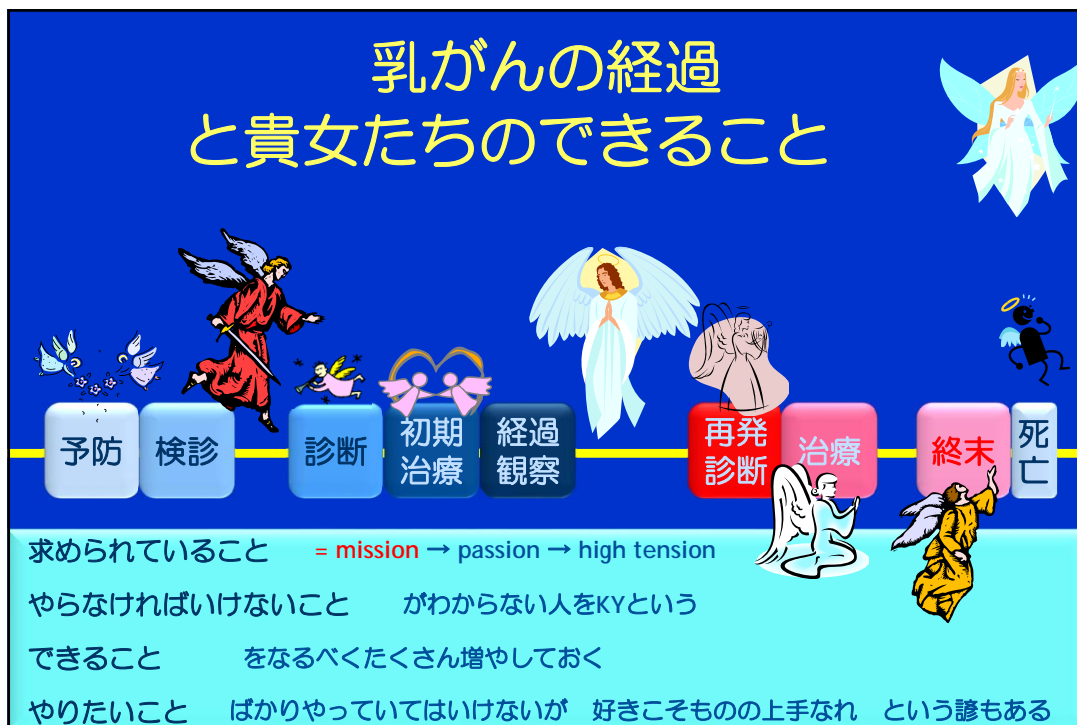 乳がんの経過
と貴女たちのできること
予防
検診
診断
初期
治療
経過
観察
再発
診断
治療
終末
死
亡
求められていること = mission → passion → high tension
やらなければいけないこと がわからない人をKYという
できること をなるべくたくさん増やしておく
やりたいこと ばかりやっていてはいけないが 好きこそものの上手なれ という諺もある